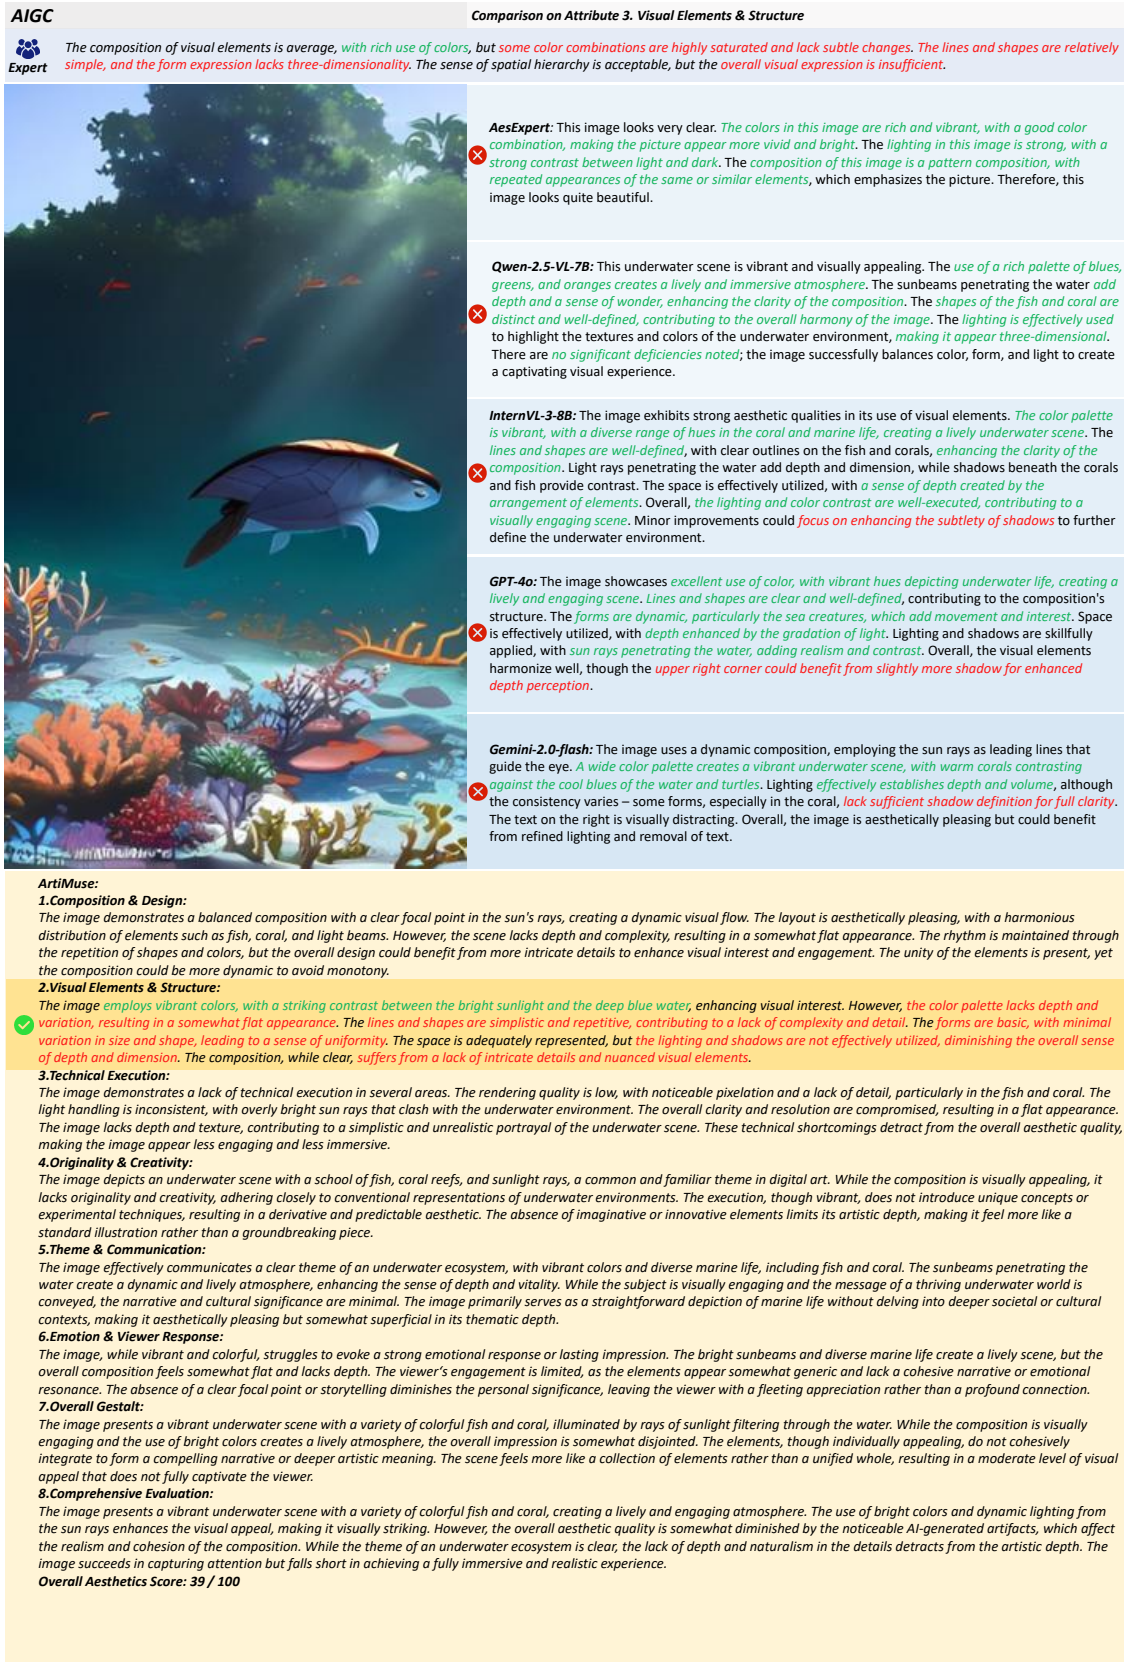 AIGC
Comparison on Attribute 3. Visual Elements & Structure
Expert
The composition of visual elements is average, with rich use of colors, but some color combinations are highly saturated and lack subtle changes. The lines and shapes are relatively
simple, and the form expression lacks three-dimensionality. The sense of spatial hierarchy is acceptable, but the overall visual expression is insufficient.
AesExpert: This image looks very clear. The colors in this image are rich and vibrant, with a good color
combination, making the picture appear more vivid and bright. The lighting in this image is strong, with a
strong contrast between light and dark. The composition of this image is a pattern composition, with
repeated appearances of the same or similar elements, which emphasizes the picture. Therefore, this
image looks quite beautiful.
Qwen-2.5-VL-7B: This underwater scene is vibrant and visually appealing. The use of a rich palette of blues,
greens, and oranges creates a lively and immersive atmosphere. The sunbeams penetrating the water add
depth and a sense of wonder, enhancing the clarity of the composition. The shapes of the fish and coral are
distinct and well-defined, contributing to the overall harmony of the image. The lighting is effectively used
to highlight the textures and colors of the underwater environment, making it appear three-dimensional.
There are no significant deficiencies noted; the image successfully balances color, form, and light to create
a captivating visual experience.
InternVL-3-8B: The image exhibits strong aesthetic qualities in its use of visual elements. The color palette
is vibrant, with a diverse range of hues in the coral and marine life, creating a lively underwater scene. The
lines and shapes are well-defined, with clear outlines on the fish and corals, enhancing the clarity of the
composition. Light rays penetrating the water add depth and dimension, while shadows beneath the corals
and fish provide contrast. The space is effectively utilized, with a sense of depth created by the
arrangement of elements. Overall, the lighting and color contrast are well-executed, contributing to a
visually engaging scene. Minor improvements could focus on enhancing the subtlety of shadows to further
define the underwater environment.
GPT-4o: The image showcases excellent use of color, with vibrant hues depicting underwater life, creating a
lively and engaging scene. Lines and shapes are clear and well-defined, contributing to the composition's
structure. The forms are dynamic, particularly the sea creatures, which add movement and interest. Space
is effectively utilized, with depth enhanced by the gradation of light. Lighting and shadows are skillfully
applied, with sun rays penetrating the water, adding realism and contrast. Overall, the visual elements
harmonize well, though the upper right corner could benefit from slightly more shadow for enhanced
depth perception.
Gemini-2.0-flash: The image uses a dynamic composition, employing the sun rays as leading lines that
guide the eye. A wide color palette creates a vibrant underwater scene, with warm corals contrasting
against the cool blues of the water and turtles. Lighting effectively establishes depth and volume, although
the consistency varies – some forms, especially in the coral, lack sufficient shadow definition for full clarity.
The text on the right is visually distracting. Overall, the image is aesthetically pleasing but could benefit
from refined lighting and removal of text.
ArtiMuse:
1.Composition & Design:
The image demonstrates a balanced composition with a clear focal point in the sun's rays, creating a dynamic visual flow. The layout is aesthetically pleasing, with a harmonious
distribution of elements such as fish, coral, and light beams. However, the scene lacks depth and complexity, resulting in a somewhat flat appearance. The rhythm is maintained through
the repetition of shapes and colors, but the overall design could benefit from more intricate details to enhance visual interest and engagement. The unity of the elements is present, yet
the composition could be more dynamic to avoid monotony.
2.Visual Elements & Structure:
The image employs vibrant colors, with a striking contrast between the bright sunlight and the deep blue water, enhancing visual interest. However, the color palette lacks depth and
variation, resulting in a somewhat flat appearance. The lines and shapes are simplistic and repetitive, contributing to a lack of complexity and detail. The forms are basic, with minimal
variation in size and shape, leading to a sense of uniformity. The space is adequately represented, but the lighting and shadows are not effectively utilized, diminishing the overall sense
of depth and dimension. The composition, while clear, suffers from a lack of intricate details and nuanced visual elements.
3.Technical Execution:
The image demonstrates a lack of technical execution in several areas. The rendering quality is low, with noticeable pixelation and a lack of detail, particularly in the fish and coral. The
light handling is inconsistent, with overly bright sun rays that clash with the underwater environment. The overall clarity and resolution are compromised, resulting in a flat appearance.
The image lacks depth and texture, contributing to a simplistic and unrealistic portrayal of the underwater scene. These technical shortcomings detract from the overall aesthetic quality,
making the image appear less engaging and less immersive.
4.Originality & Creativity:
The image depicts an underwater scene with a school of fish, coral reefs, and sunlight rays, a common and familiar theme in digital art. While the composition is visually appealing, it
lacks originality and creativity, adhering closely to conventional representations of underwater environments. The execution, though vibrant, does not introduce unique concepts or
experimental techniques, resulting in a derivative and predictable aesthetic. The absence of imaginative or innovative elements limits its artistic depth, making it feel more like a
standard illustration rather than a groundbreaking piece.
5.Theme & Communication:
The image effectively communicates a clear theme of an underwater ecosystem, with vibrant colors and diverse marine life, including fish and coral. The sunbeams penetrating the
water create a dynamic and lively atmosphere, enhancing the sense of depth and vitality. While the subject is visually engaging and the message of a thriving underwater world is
conveyed, the narrative and cultural significance are minimal. The image primarily serves as a straightforward depiction of marine life without delving into deeper societal or cultural
contexts, making it aesthetically pleasing but somewhat superficial in its thematic depth.
6.Emotion & Viewer Response:
The image, while vibrant and colorful, struggles to evoke a strong emotional response or lasting impression. The bright sunbeams and diverse marine life create a lively scene, but the
overall composition feels somewhat flat and lacks depth. The viewer's engagement is limited, as the elements appear somewhat generic and lack a cohesive narrative or emotional
resonance. The absence of a clear focal point or storytelling diminishes the personal significance, leaving the viewer with a fleeting appreciation rather than a profound connection.
7.Overall Gestalt:
The image presents a vibrant underwater scene with a variety of colorful fish and coral, illuminated by rays of sunlight filtering through the water. While the composition is visually
engaging and the use of bright colors creates a lively atmosphere, the overall impression is somewhat disjointed. The elements, though individually appealing, do not cohesively
integrate to form a compelling narrative or deeper artistic meaning. The scene feels more like a collection of elements rather than a unified whole, resulting in a moderate level of visual
appeal that does not fully captivate the viewer.
8.Comprehensive Evaluation:
The image presents a vibrant underwater scene with a variety of colorful fish and coral, creating a lively and engaging atmosphere. The use of bright colors and dynamic lighting from
the sun rays enhances the visual appeal, making it visually striking. However, the overall aesthetic quality is somewhat diminished by the noticeable AI-generated artifacts, which affect
the realism and cohesion of the composition. While the theme of an underwater ecosystem is clear, the lack of depth and naturalism in the details detracts from the artistic depth. The
image succeeds in capturing attention but falls short in achieving a fully immersive and realistic experience.
Overall Aesthetics Score: 39 / 100